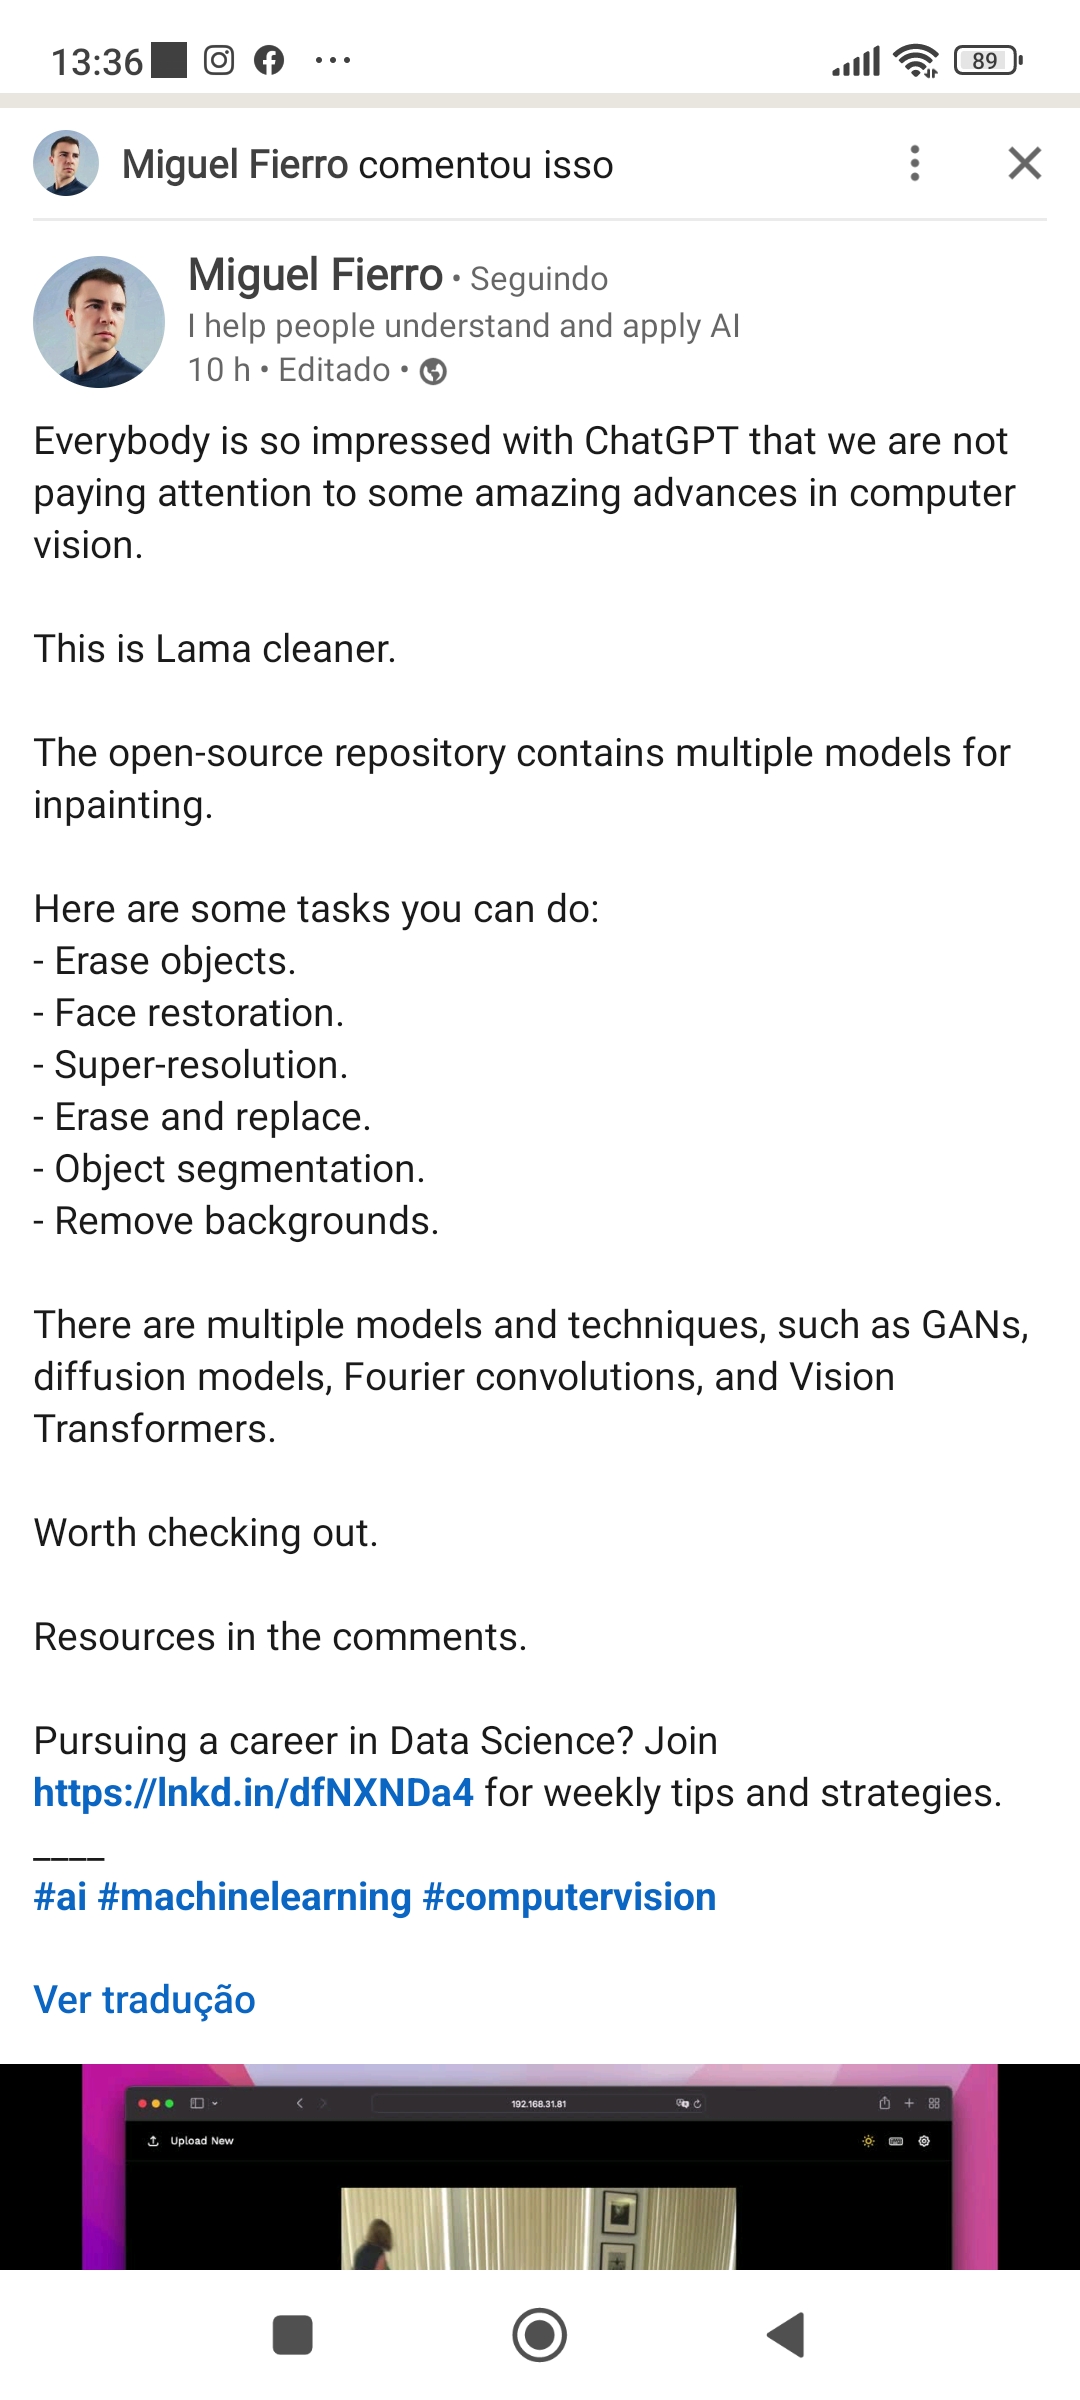 13:36
89
Miguel Fierro comentou isso
Miguel Fierro • Seguindo
I help people understand and apply AI
10 h • Editado •
Everybody is so impressed with ChatGPT that we are not
paying attention to some amazing advances in computer
vision.
This is Lama cleaner.
The open-source repository contains multiple models for
inpainting.
Here are some tasks you can do:
- Erase objects.
- Face restoration.
- Super-resolution.
- Erase and replace.
- Object segmentation.
- Remove backgrounds.
There are multiple models and techniques, such as GANs,
diffusion models, Fourier convolutions, and Vision
Transformers.
Worth checking out.
Resources in the comments.
Pursuing a career in Data Science? Join
https://lnkd.in/dfNXNDa4 for weekly tips and strategies.
____
#ai #machinelearning #computervision
Ver tradução
192.168.31.81
Upload New